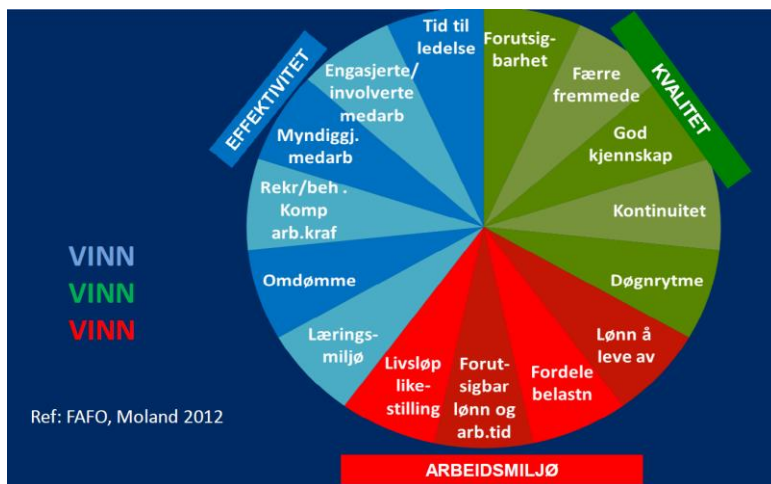 Tid til
ledelse
Forutsig-
barhet
Færre
fremmede
God
kjennskap
Kontinuitet
Døgnrytme
KVALITET
Lønn å
leve av
Fordele
belastn
Forut-
sigbar
lønn og
arb.tid
Livsløp
like-
stilling
ARBEIDSMILJØ
Lærings-
miljø
Omdømme
Rekr/beh .
Komp
arb.kraf
Myndiggj.
medarb
Engasjerte/
involverte
medarb
EFFEKTIVITET
VINN
VINN
VINN
Ref: FAFO, Moland 2012